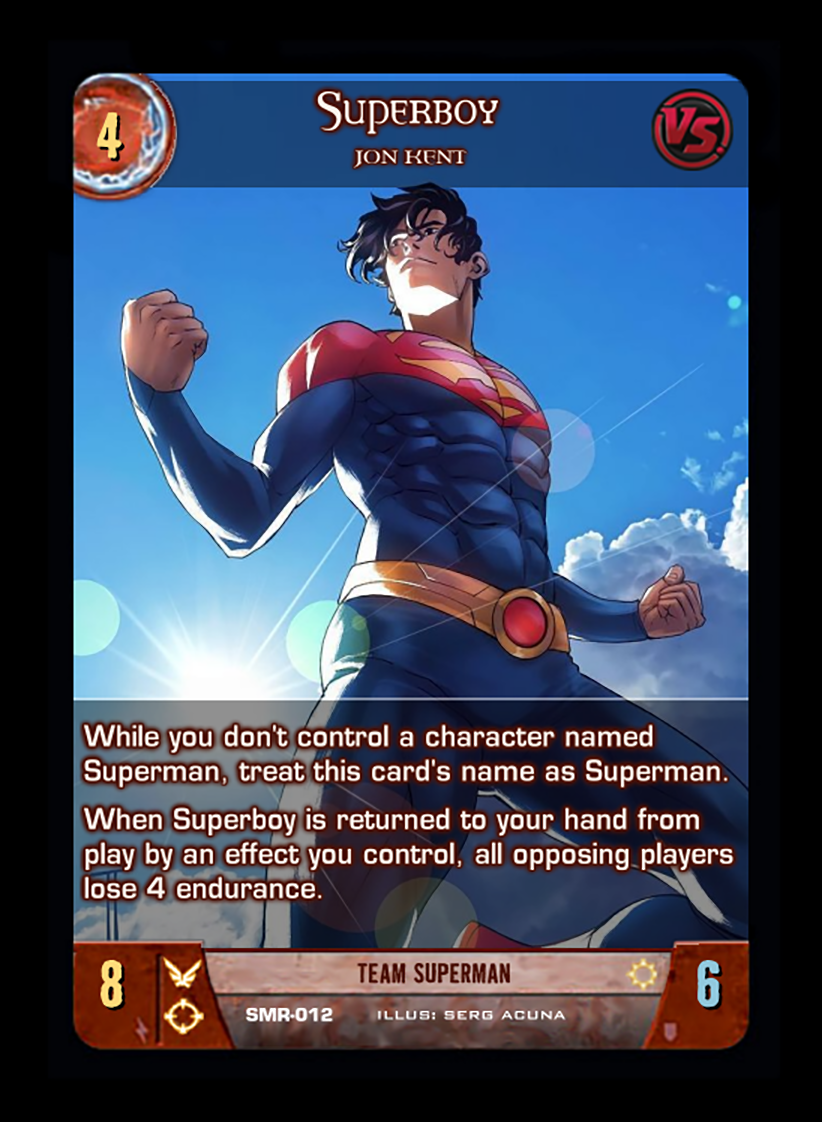 4
Superboy
VS.
Jon Kent
While you don't control a character named
Superman, treat this card's name as Superman.
When Superboy is returned to your hand from
play by an effect you control, all opposing players
lose 4 endurance.
8
TEAM SUPERMAN
6
SMR-012 ILLUS: SERG ACUNA